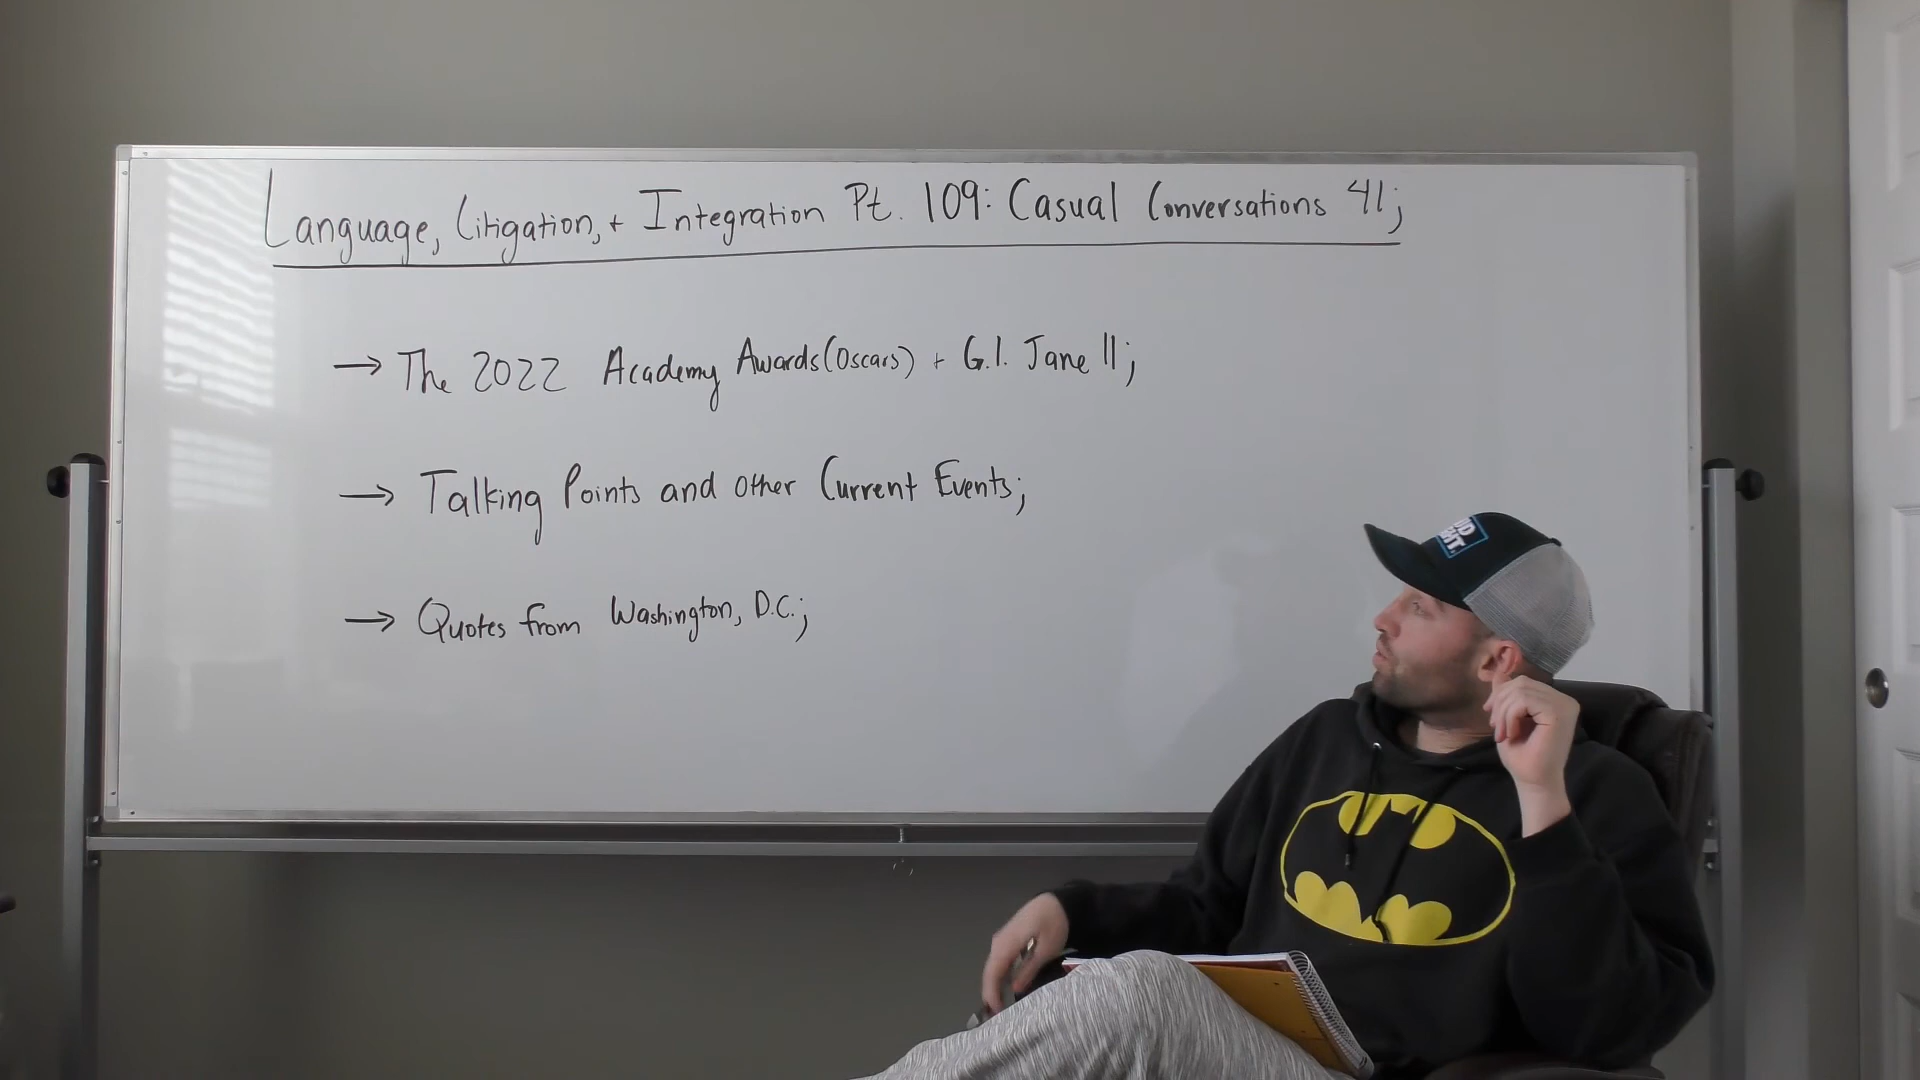 Language, Litigation, + Integration Pt. 109: Casual Conversations 41;
→ The 2022 Academy Awards (Oscars) + G.I. Jane II;
→ Talking Points and other Current Events;
→ Quotes from Washington, D.C.;